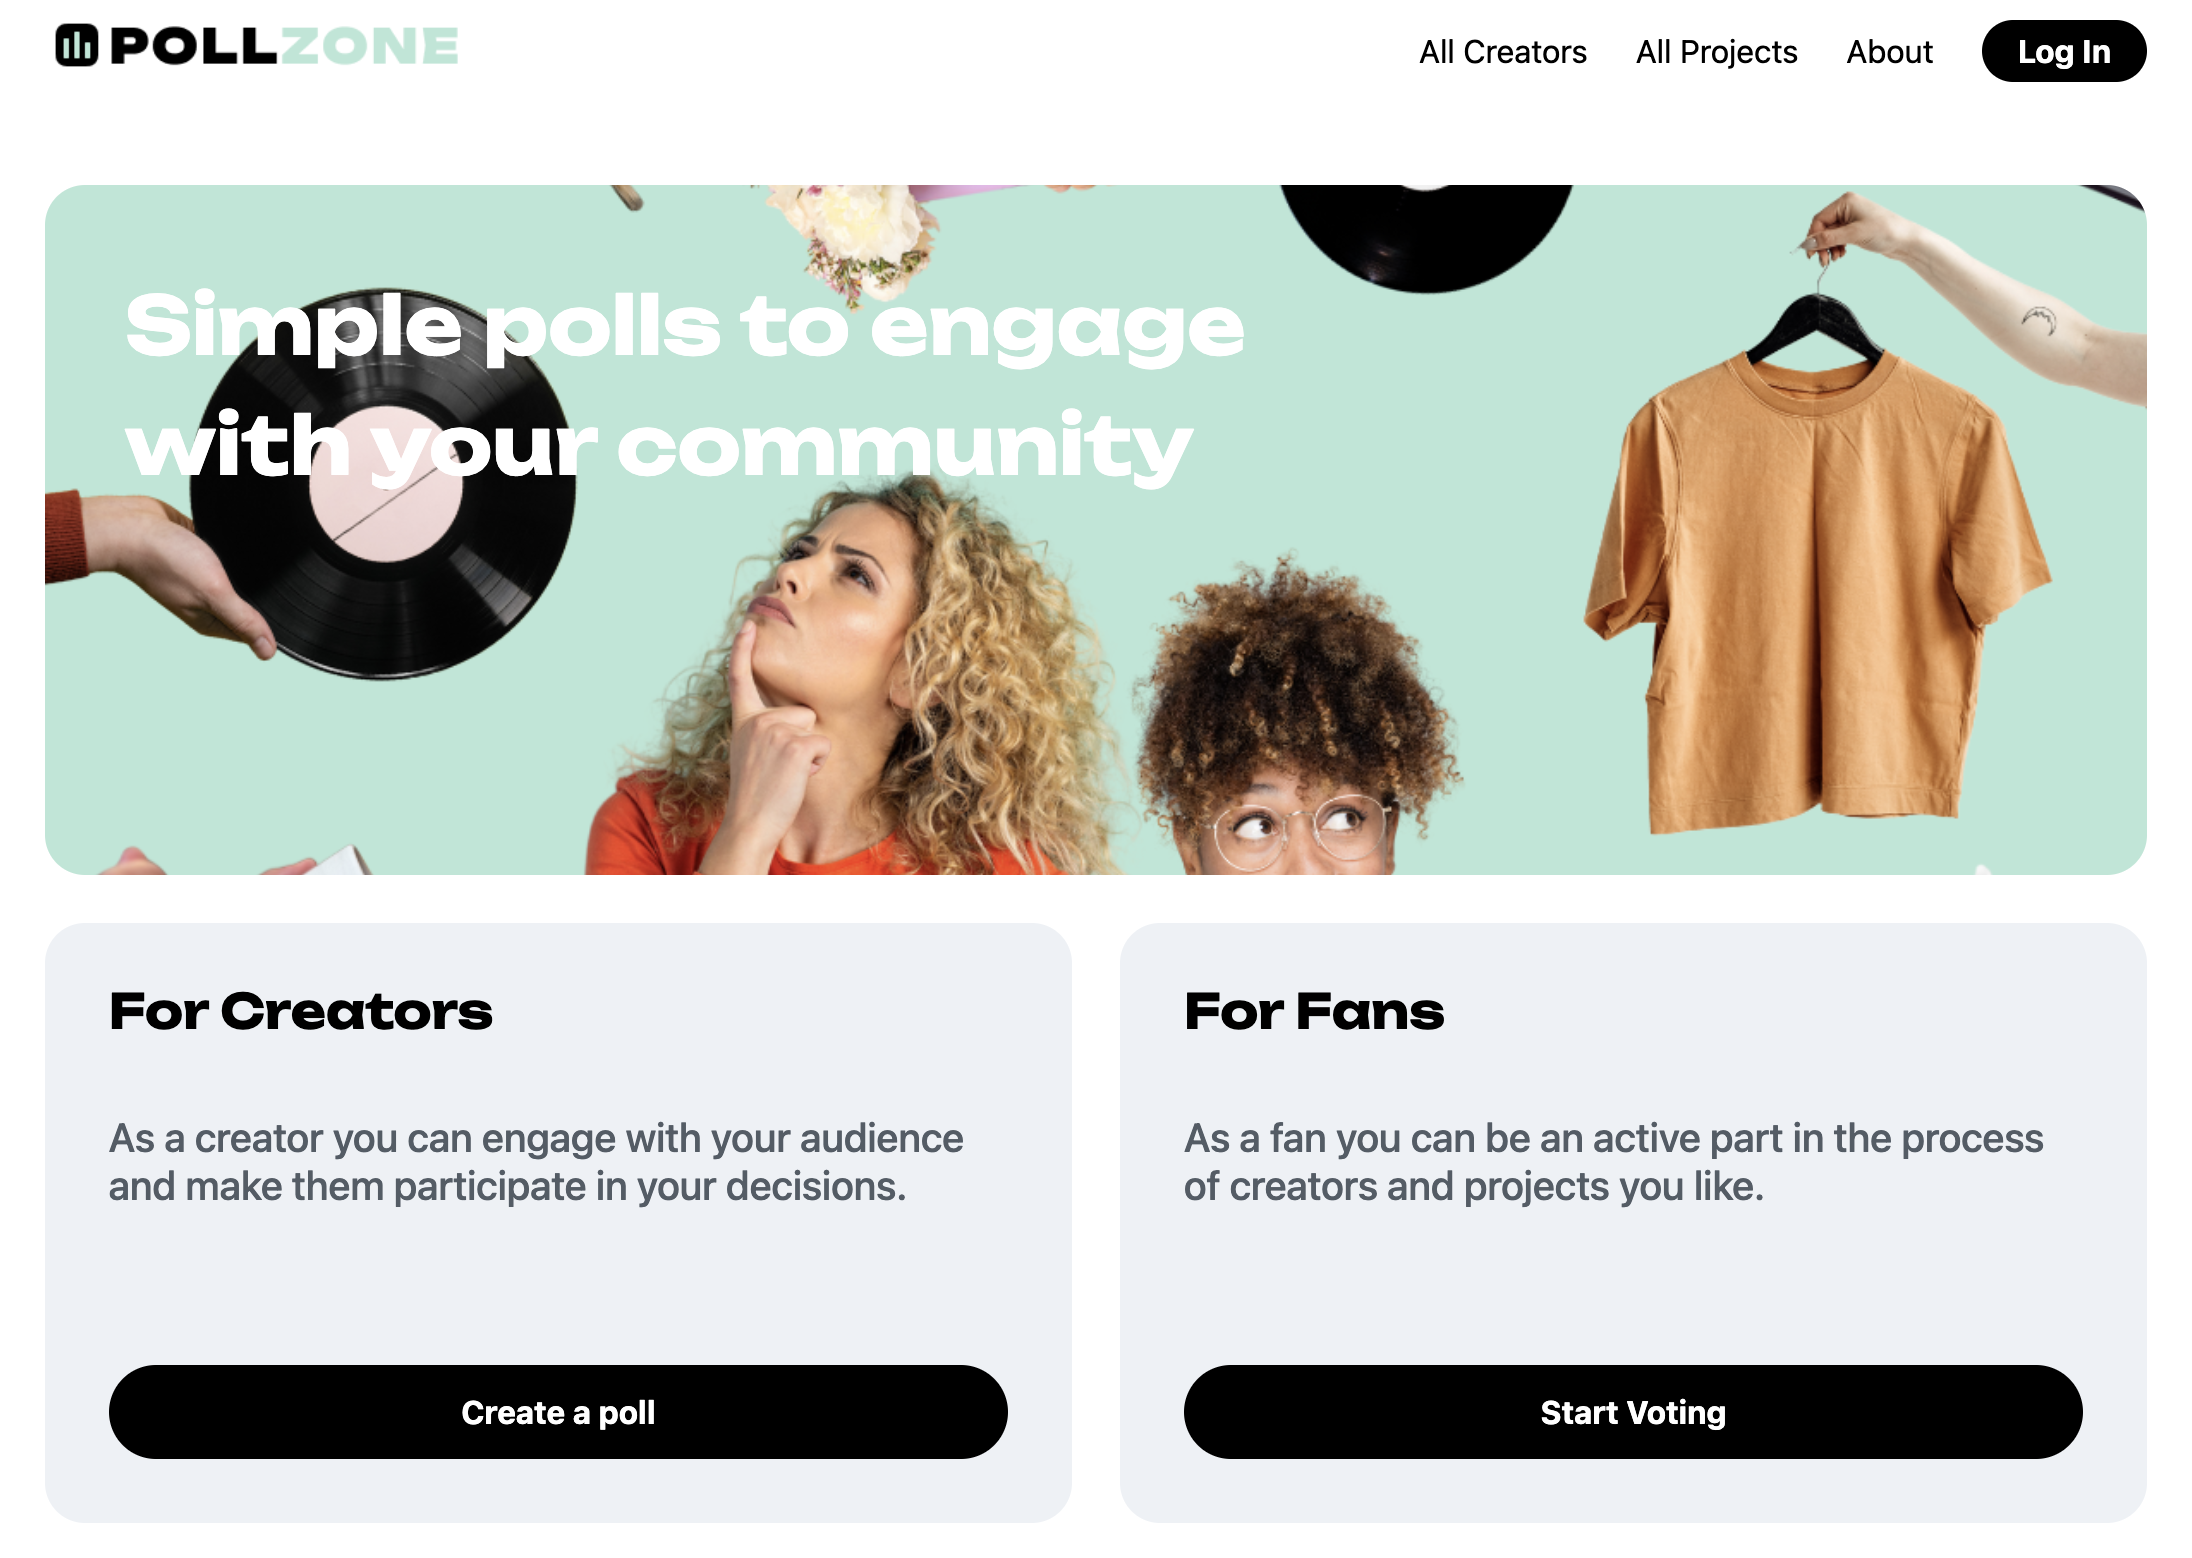 POLLZONE
All Creators
All Projects
About
Log In
Simple polls to engage
with your community
For Creators
As a creator you can engage with your audience
and make them participate in your decisions.
Create a poll
For Fans
As a fan you can be an active part in the process
of creators and projects you like.
Start Voting